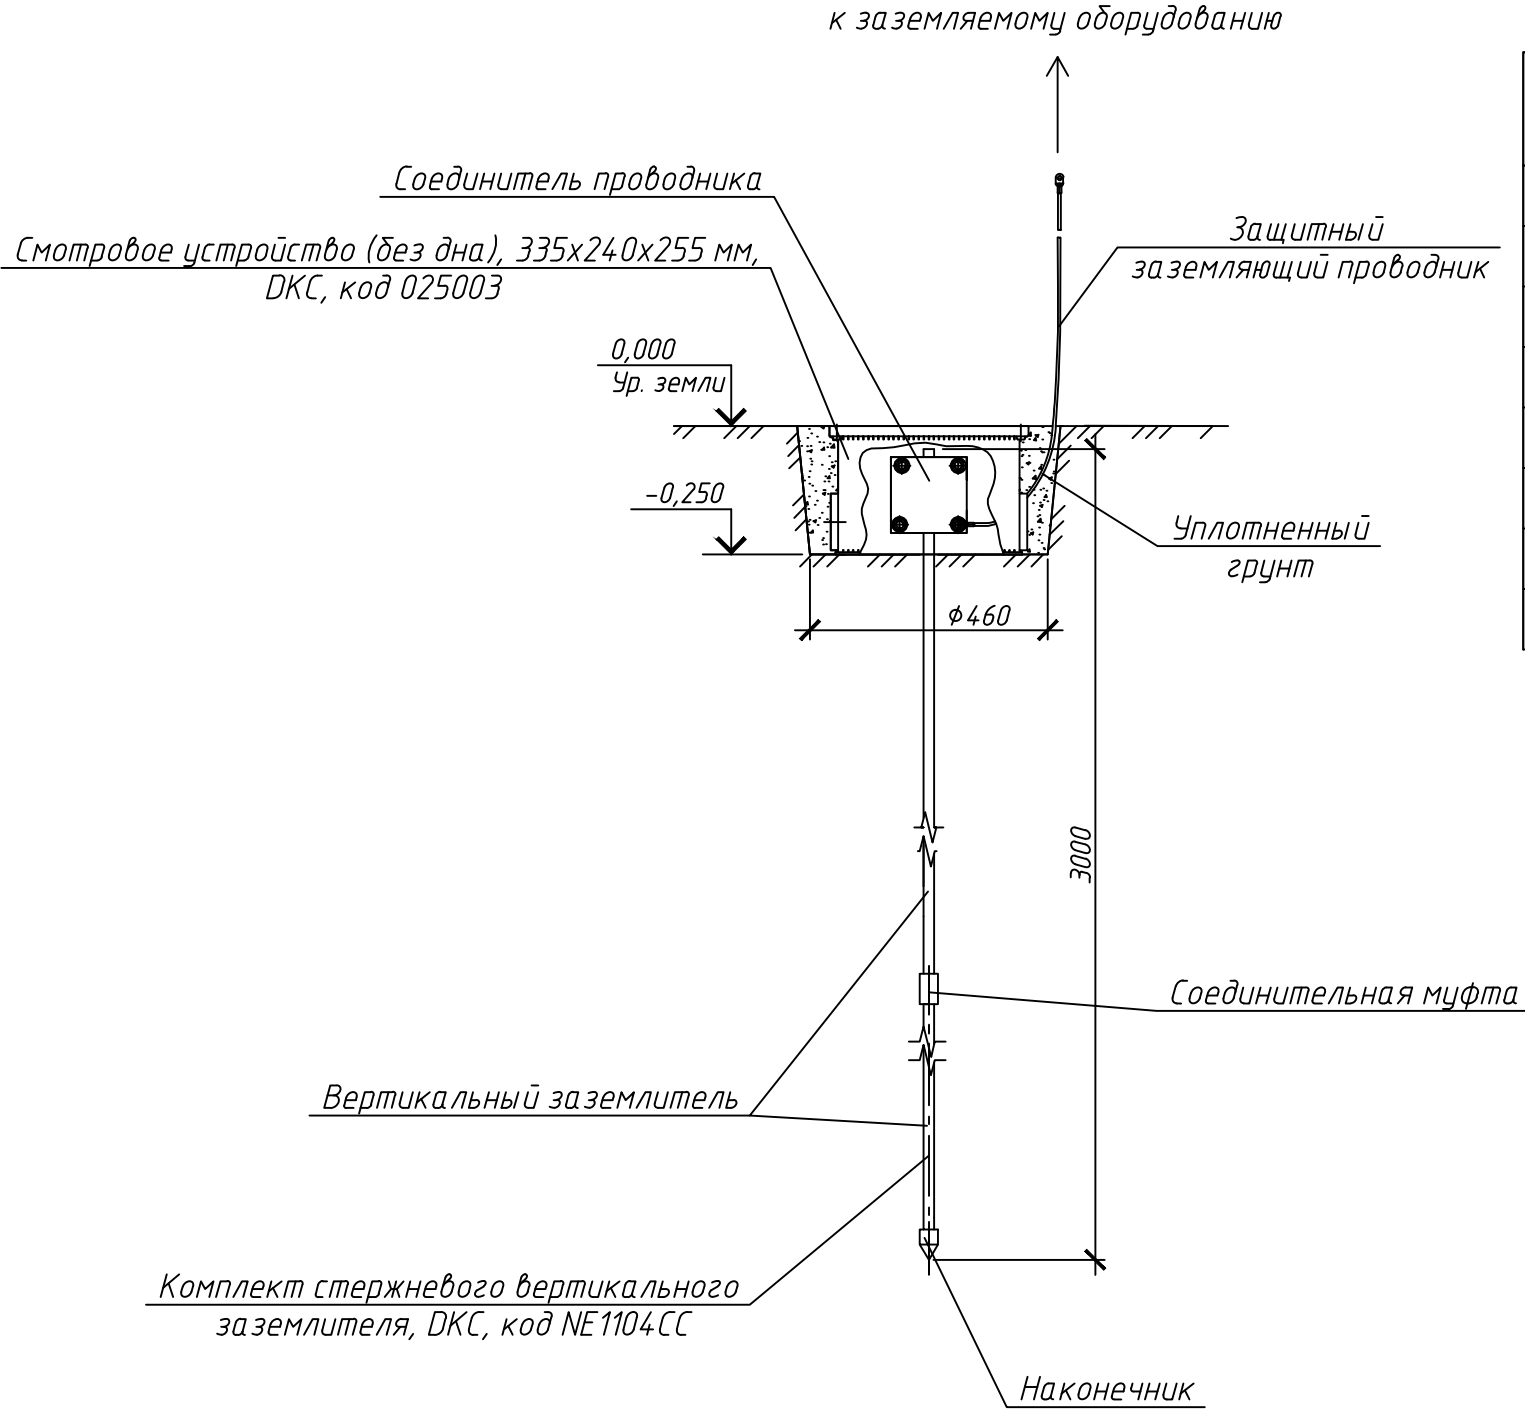 к заземляемому оборудованию
Соединитель проводника
Смотровое устройство (без дна), 335х240х255 мм,
DKC, код 025003
Защитный
заземляющий проводник
0,000
Ур. земли
-0,250
Уплотненный
грунт
ϕ460
3000
Соединительная муфта
Вертикальный заземлитель
Комплект стержневого вертикального
заземлителя, DKC, код NE1104CC
Наконечник